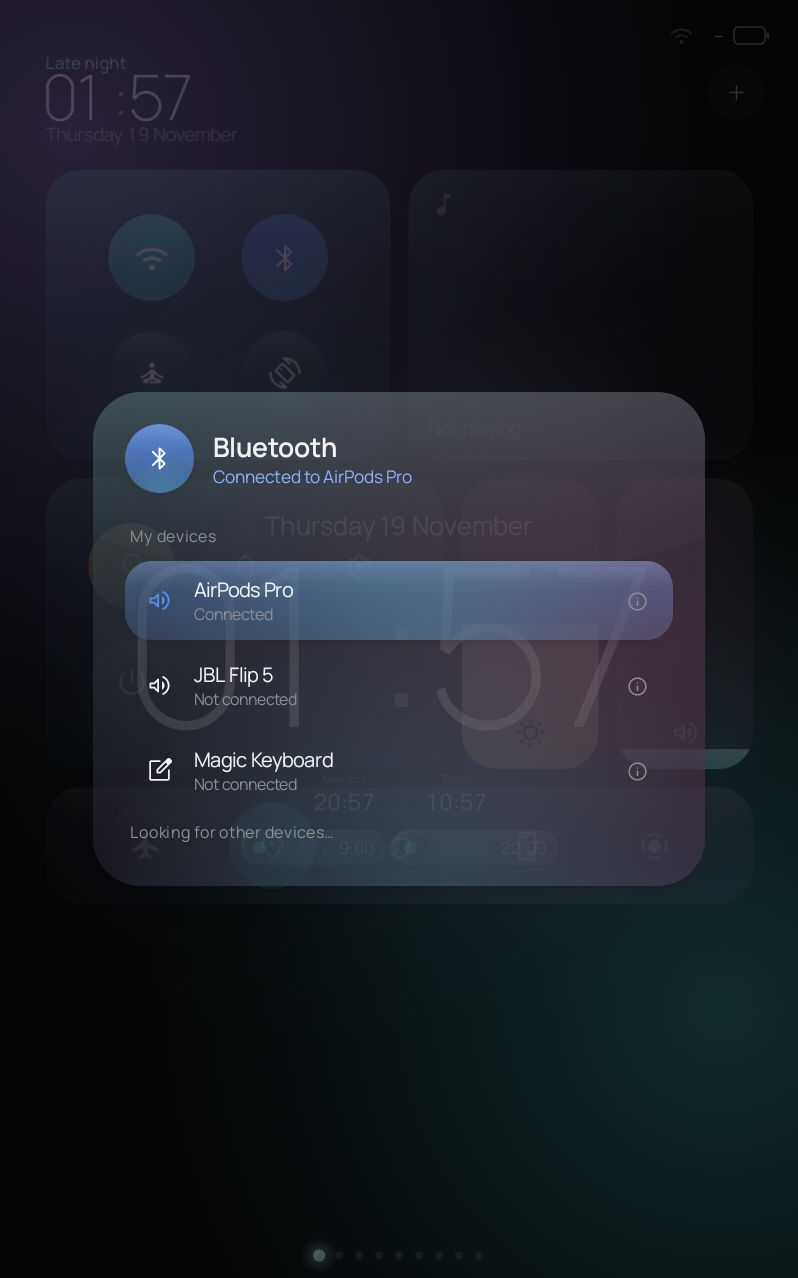 Late night
01:57
Thursday 19 November
Not playing
Bluetooth
Connected to AirPods Pro
My devices
Thursday 19 November
01:57
AirPods Pro
Connected
JBL Flip 5
Not connected
Magic Keyboard
Not connected
New York
Tokyo
20:57
10:57
Looking for other devices…
9:00
22:00